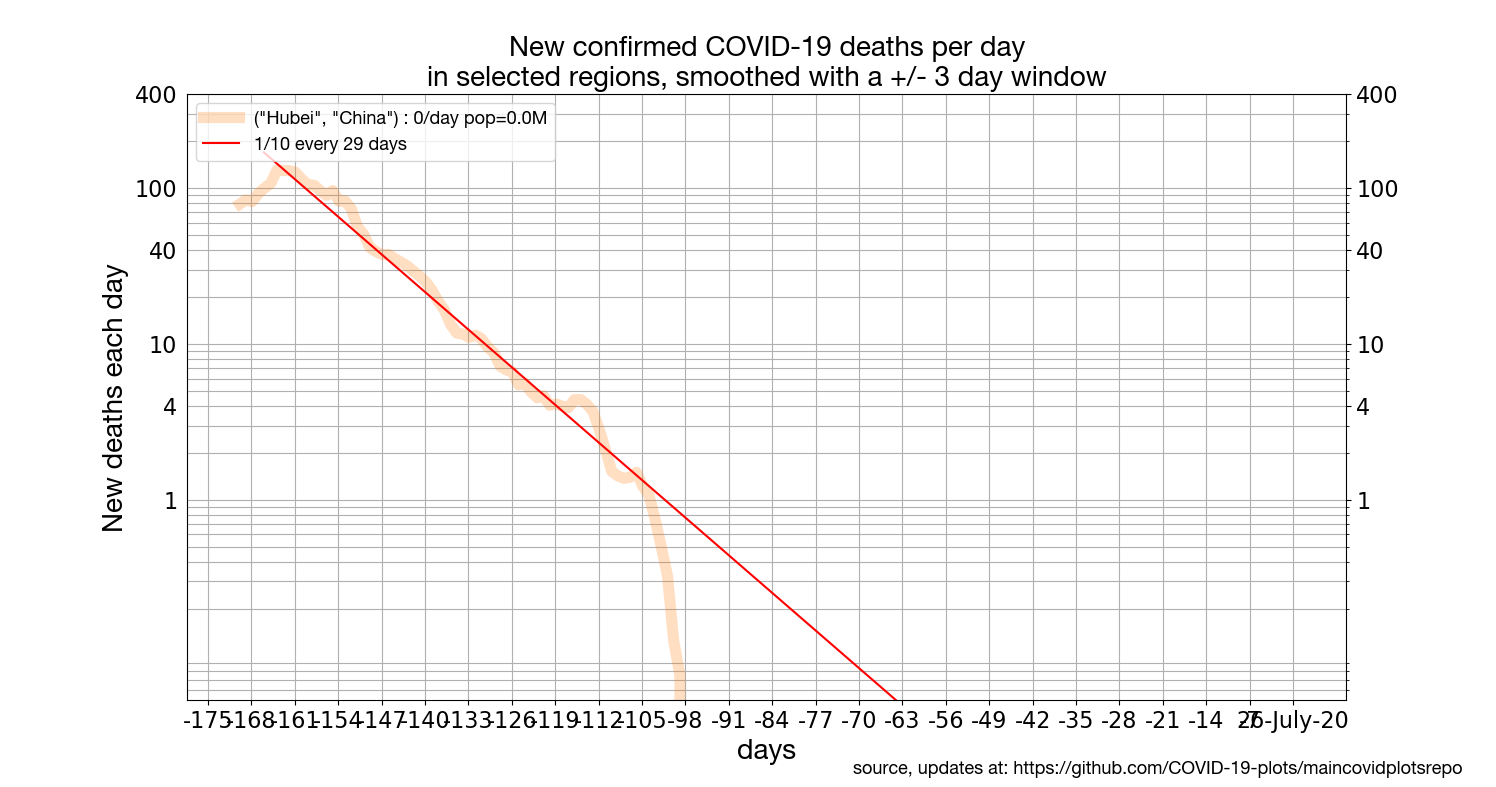 New confirmed COVID-19 deaths per day
in selected regions, smoothed with a +/- 3 day window
400
100
40
10
4
1
New deaths each day
("Hubei", "China") : 0/day pop=0.0M
1/10 every 29 days
400
100
40
10
4
1
-175 -168 -161 -154 -147 -140 -133 -126 -119 -112 -105 -98 -91 -84 -77 -70 -63 -56 -49 -42 -35 -28 -21 -14 -7 26-July-20
days
source, updates at: https://github.com/COVID-19-plots/maincovidplotsrepo